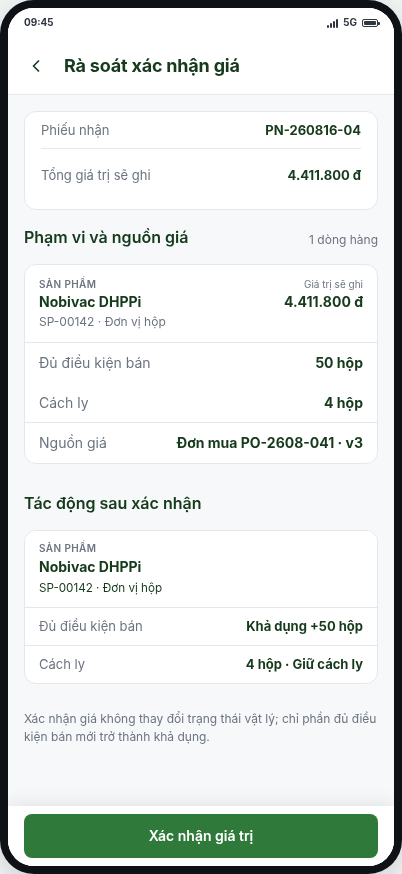 09:45 5G
Rà soát xác nhận giá
Phiếu nhận PN-260816-04
Tổng giá trị sẽ ghi 4.411.800 đ
Phạm vi và nguồn giá 1 dòng hàng
SẢN PHẨM Giá trị sẽ ghi
Nobivac DHPPi 4.411.800 đ
SP-00142 · Đơn vị hộp
Đủ điều kiện bán 50 hộp
Cách ly 4 hộp
Nguồn giá Đơn mua PO-2608-041 · v3
Tác động sau xác nhận
SẢN PHẨM
Nobivac DHPPi
SP-00142 · Đơn vị hộp
Đủ điều kiện bán Khả dụng +50 hộp
Cách ly 4 hộp · Giữ cách ly
Xác nhận giá không thay đổi trạng thái vật lý; chỉ phần đủ điều
kiện bán mới trở thành khả dụng.
Xác nhận giá trị